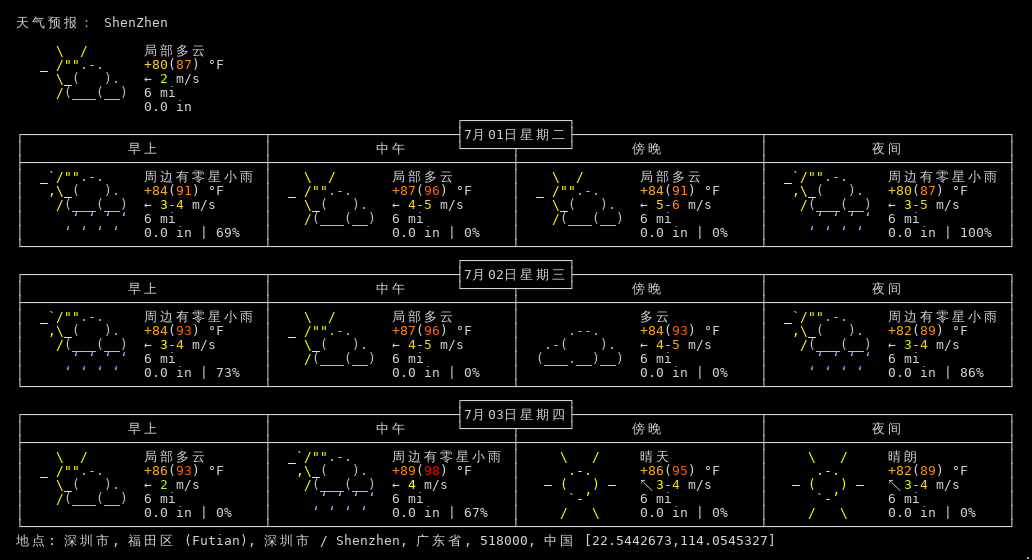 天气预报： ShenZhen
局部多云
+80(87) °F
← 2 m/s
6 mi
0.0 in
7月01日星期二
早上 中午 傍晚 夜间
周边有零星小雨 局部多云 局部多云 周边有零星小雨
+84(91) °F +87(96) °F +84(91) °F +80(87) °F
← 3-4 m/s ← 4-5 m/s ← 5-6 m/s ← 3-5 m/s
6 mi 6 mi 6 mi 6 mi
0.0 in | 69% 0.0 in | 0% 0.0 in | 0% 0.0 in | 100%
7月02日星期三
早上 中午 傍晚 夜间
周边有零星小雨 局部多云 多云 周边有零星小雨
+84(93) °F +87(96) °F +84(93) °F +82(89) °F
← 3-4 m/s ← 4-5 m/s ← 4-5 m/s ← 3-4 m/s
6 mi 6 mi 6 mi 6 mi
0.0 in | 73% 0.0 in | 0% 0.0 in | 0% 0.0 in | 86%
7月03日星期四
早上 中午 傍晚 夜间
局部多云 周边有零星小雨 晴天 晴朗
+86(93) °F +89(98) °F +86(95) °F +82(89) °F
← 2 m/s ← 4 m/s ↖ 3-4 m/s ↖ 3-4 m/s
6 mi 6 mi 6 mi 6 mi
0.0 in | 0% 0.0 in | 67% 0.0 in | 0% 0.0 in | 0%
地点: 深圳市, 福田区 (Futian), 深圳市 / Shenzhen, 广东省, 518000, 中国 [22.5442673,114.0545327]